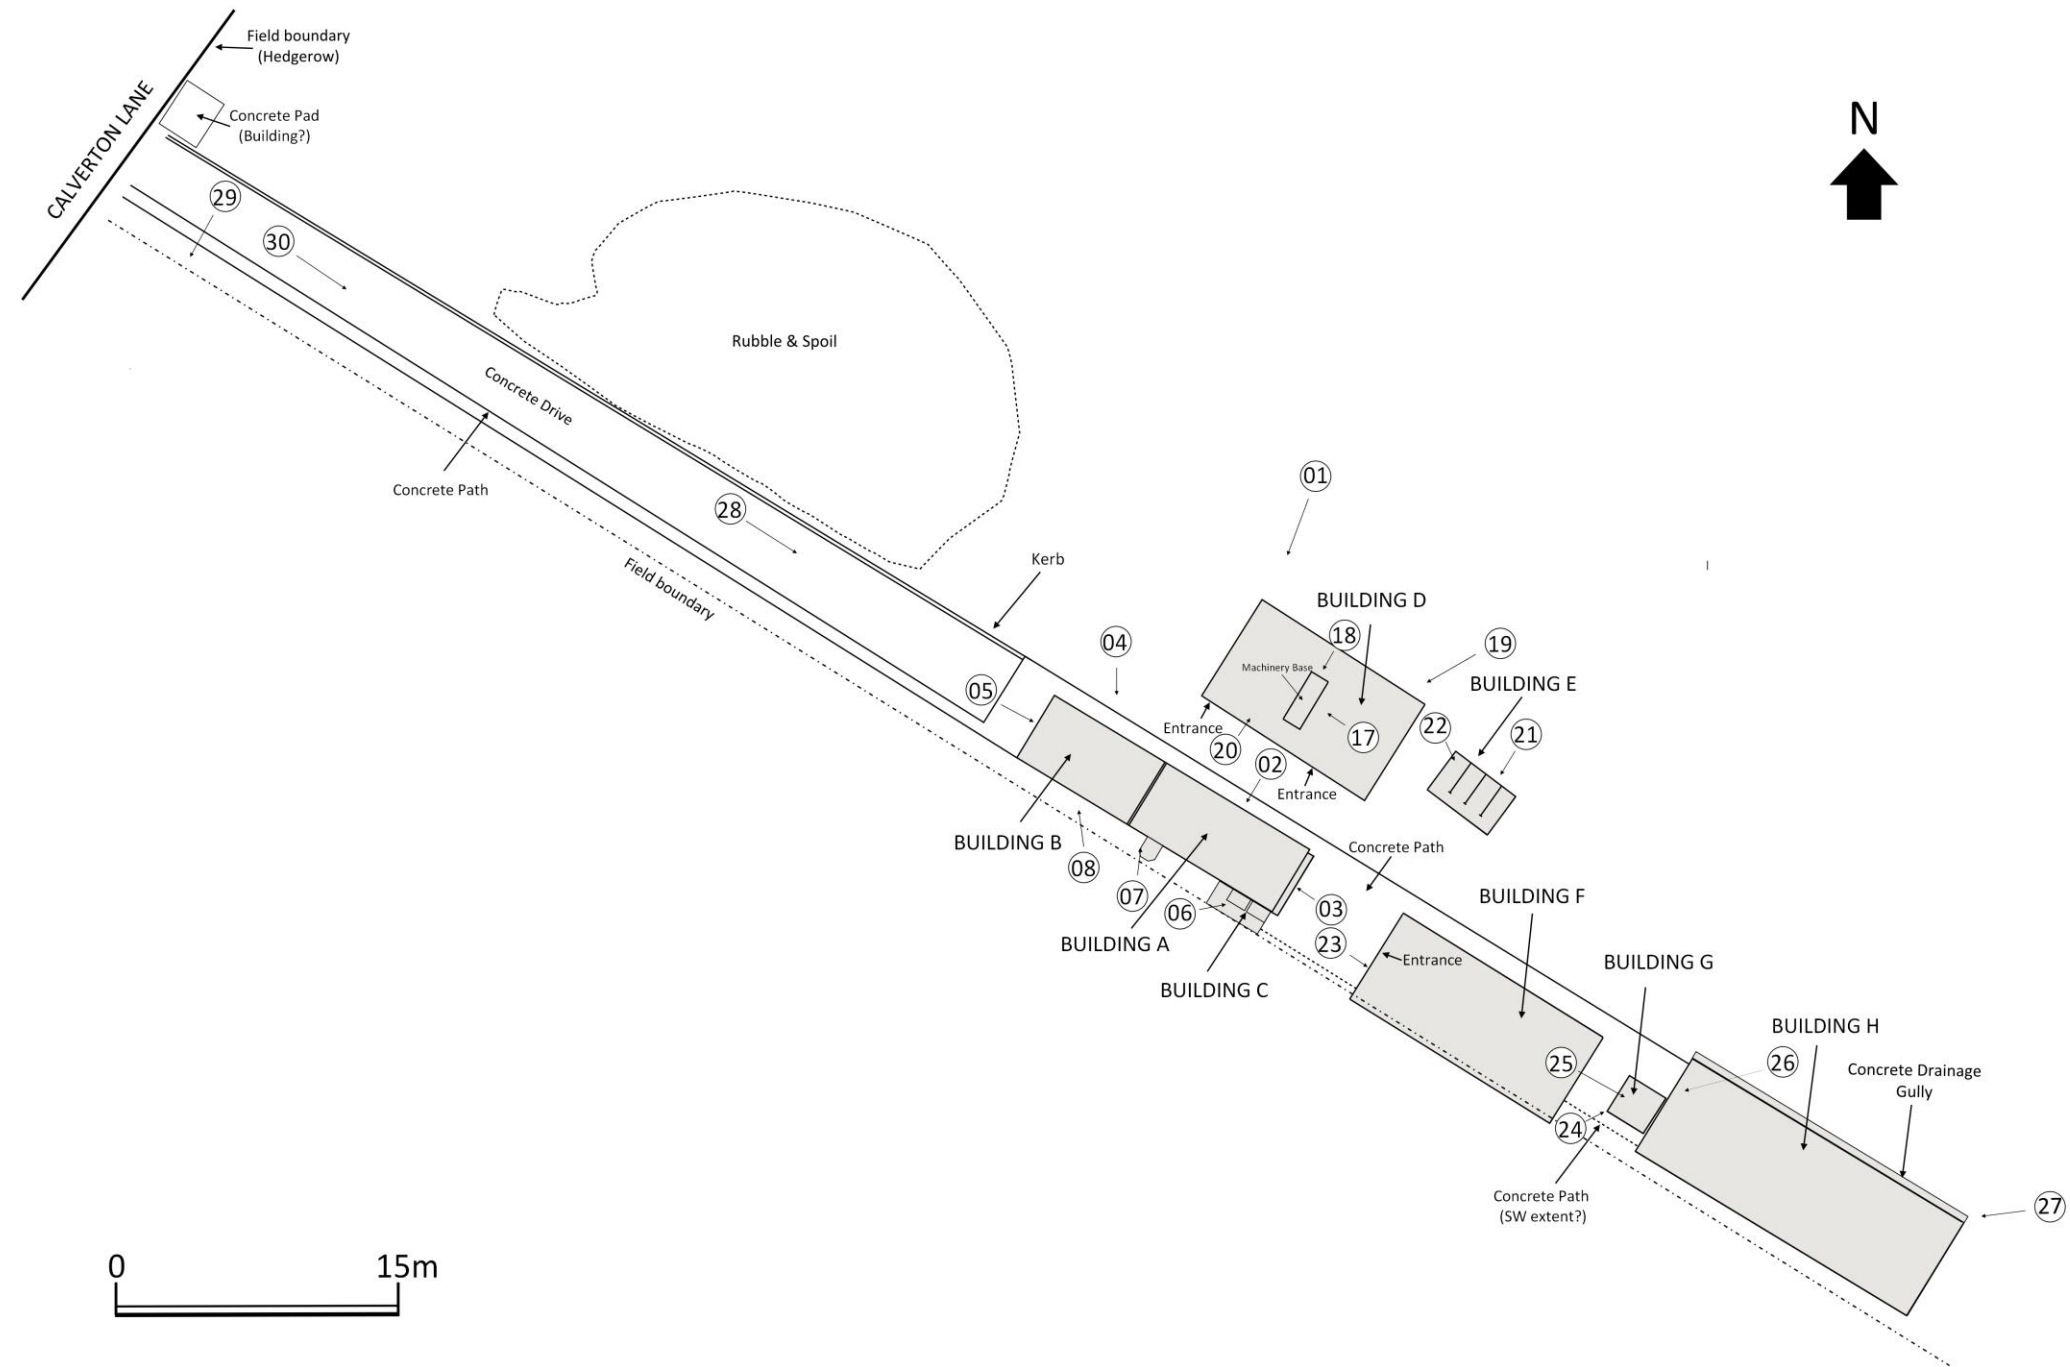 Field boundary
(Hedgerow)
CALVERTON LANE
Concrete Pad
(Building?)
N
29
30
Rubble & Spoil
Concrete Drive
Concrete Path
28
Field boundary
Kerb
01
04
05
BUILDING D
18
19
Machinery Base
BUILDING E
Entrance
20
17
22
21
02
Entrance
BUILDING B
08
07
06
03
Concrete Path
BUILDING A
BUILDING C
23
Entrance
BUILDING F
BUILDING G
25
24
26
BUILDING H
Concrete Drainage
Gully
Concrete Path
(SW extent?)
27
0
15m